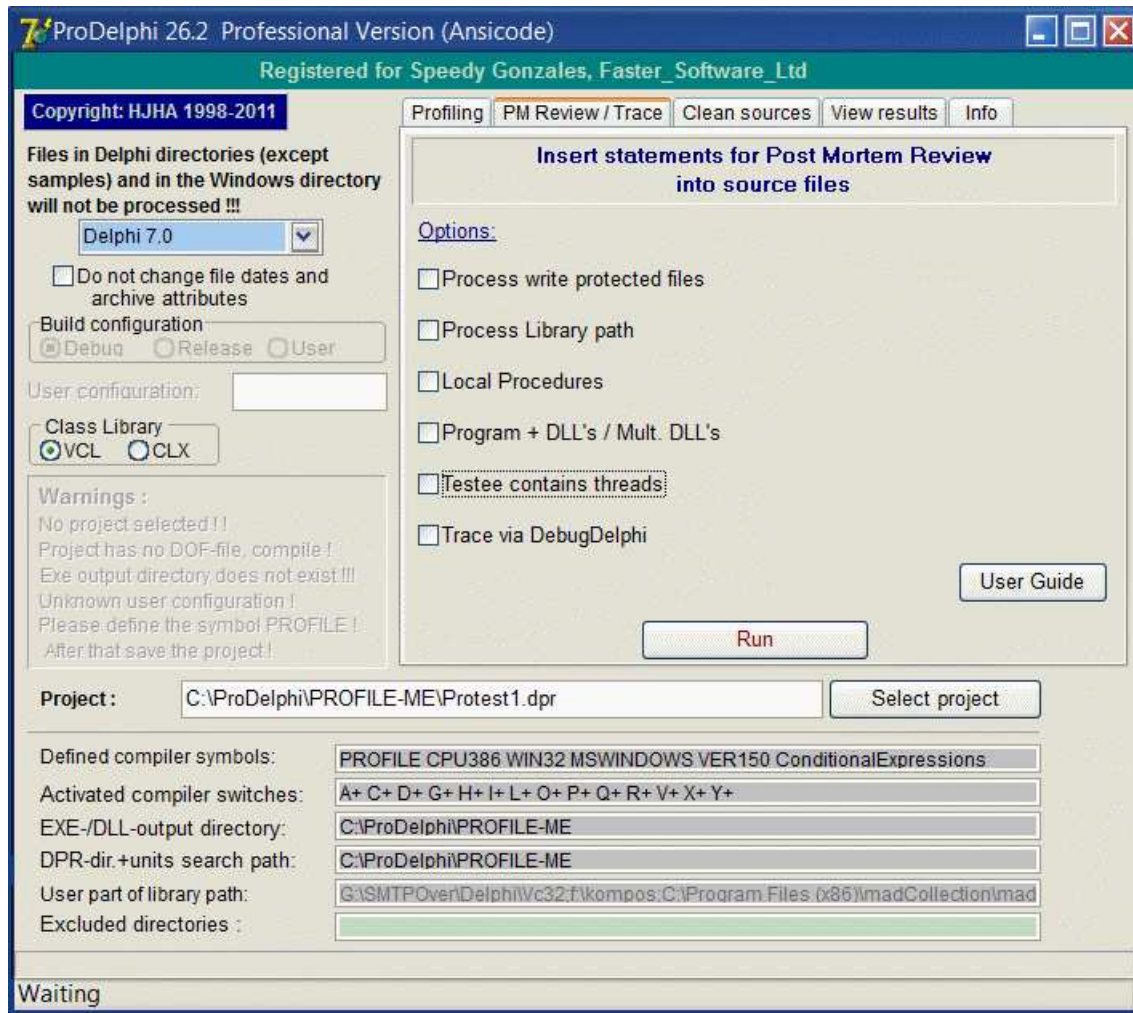 ProDelphi 26.2 Professional Version (Ansicode)
Registered for Speedy Gonzales, Faster_Software_Ltd
Copyright: HJHA 1998-2011
Files in Delphi directories (except
samples) and in the Windows directory
will not be processed !!!
Delphi 7.0
Do not change file dates and
archive attributes
Build configuration
Debug Release User
User configuration:
Class Library
VCL CLX
Warnings :
No project selected ! !
Project has no DOF-file, compile !
Exe output directory does not exist !!!
Unknown user configuration !
Please define the symbol PROFILE !
After that save the project !
Profiling PM Review / Trace Clean sources View results Info
Insert statements for Post Mortem Review
into source files
Options:
Process write protected files
Process Library path
Local Procedures
Program + DLL's / Mult. DLL's
Testee contains threads
Trace via DebugDelphi
User Guide
Run
Project : C:\ProDelphi\PROFILE-ME\Protest1.dpr Select project
Defined compiler symbols: PROFILE CPU386 WIN32 MSWINDOWS VER150 ConditionalExpressions
Activated compiler switches: A+ C+ D+ G+ H+ I+ L+ O+ P+ Q+ R+ V+ X+ Y+
EXE-/DLL-output directory: C:\ProDelphi\PROFILE-ME
DPR-dir.+units search path: C:\ProDelphi\PROFILE-ME
User part of library path: G:\SMTPOver\Delphi\Vc32;f:\kompos;C:\Program Files (x86)\madCollection\mad
Excluded directories :
Waiting